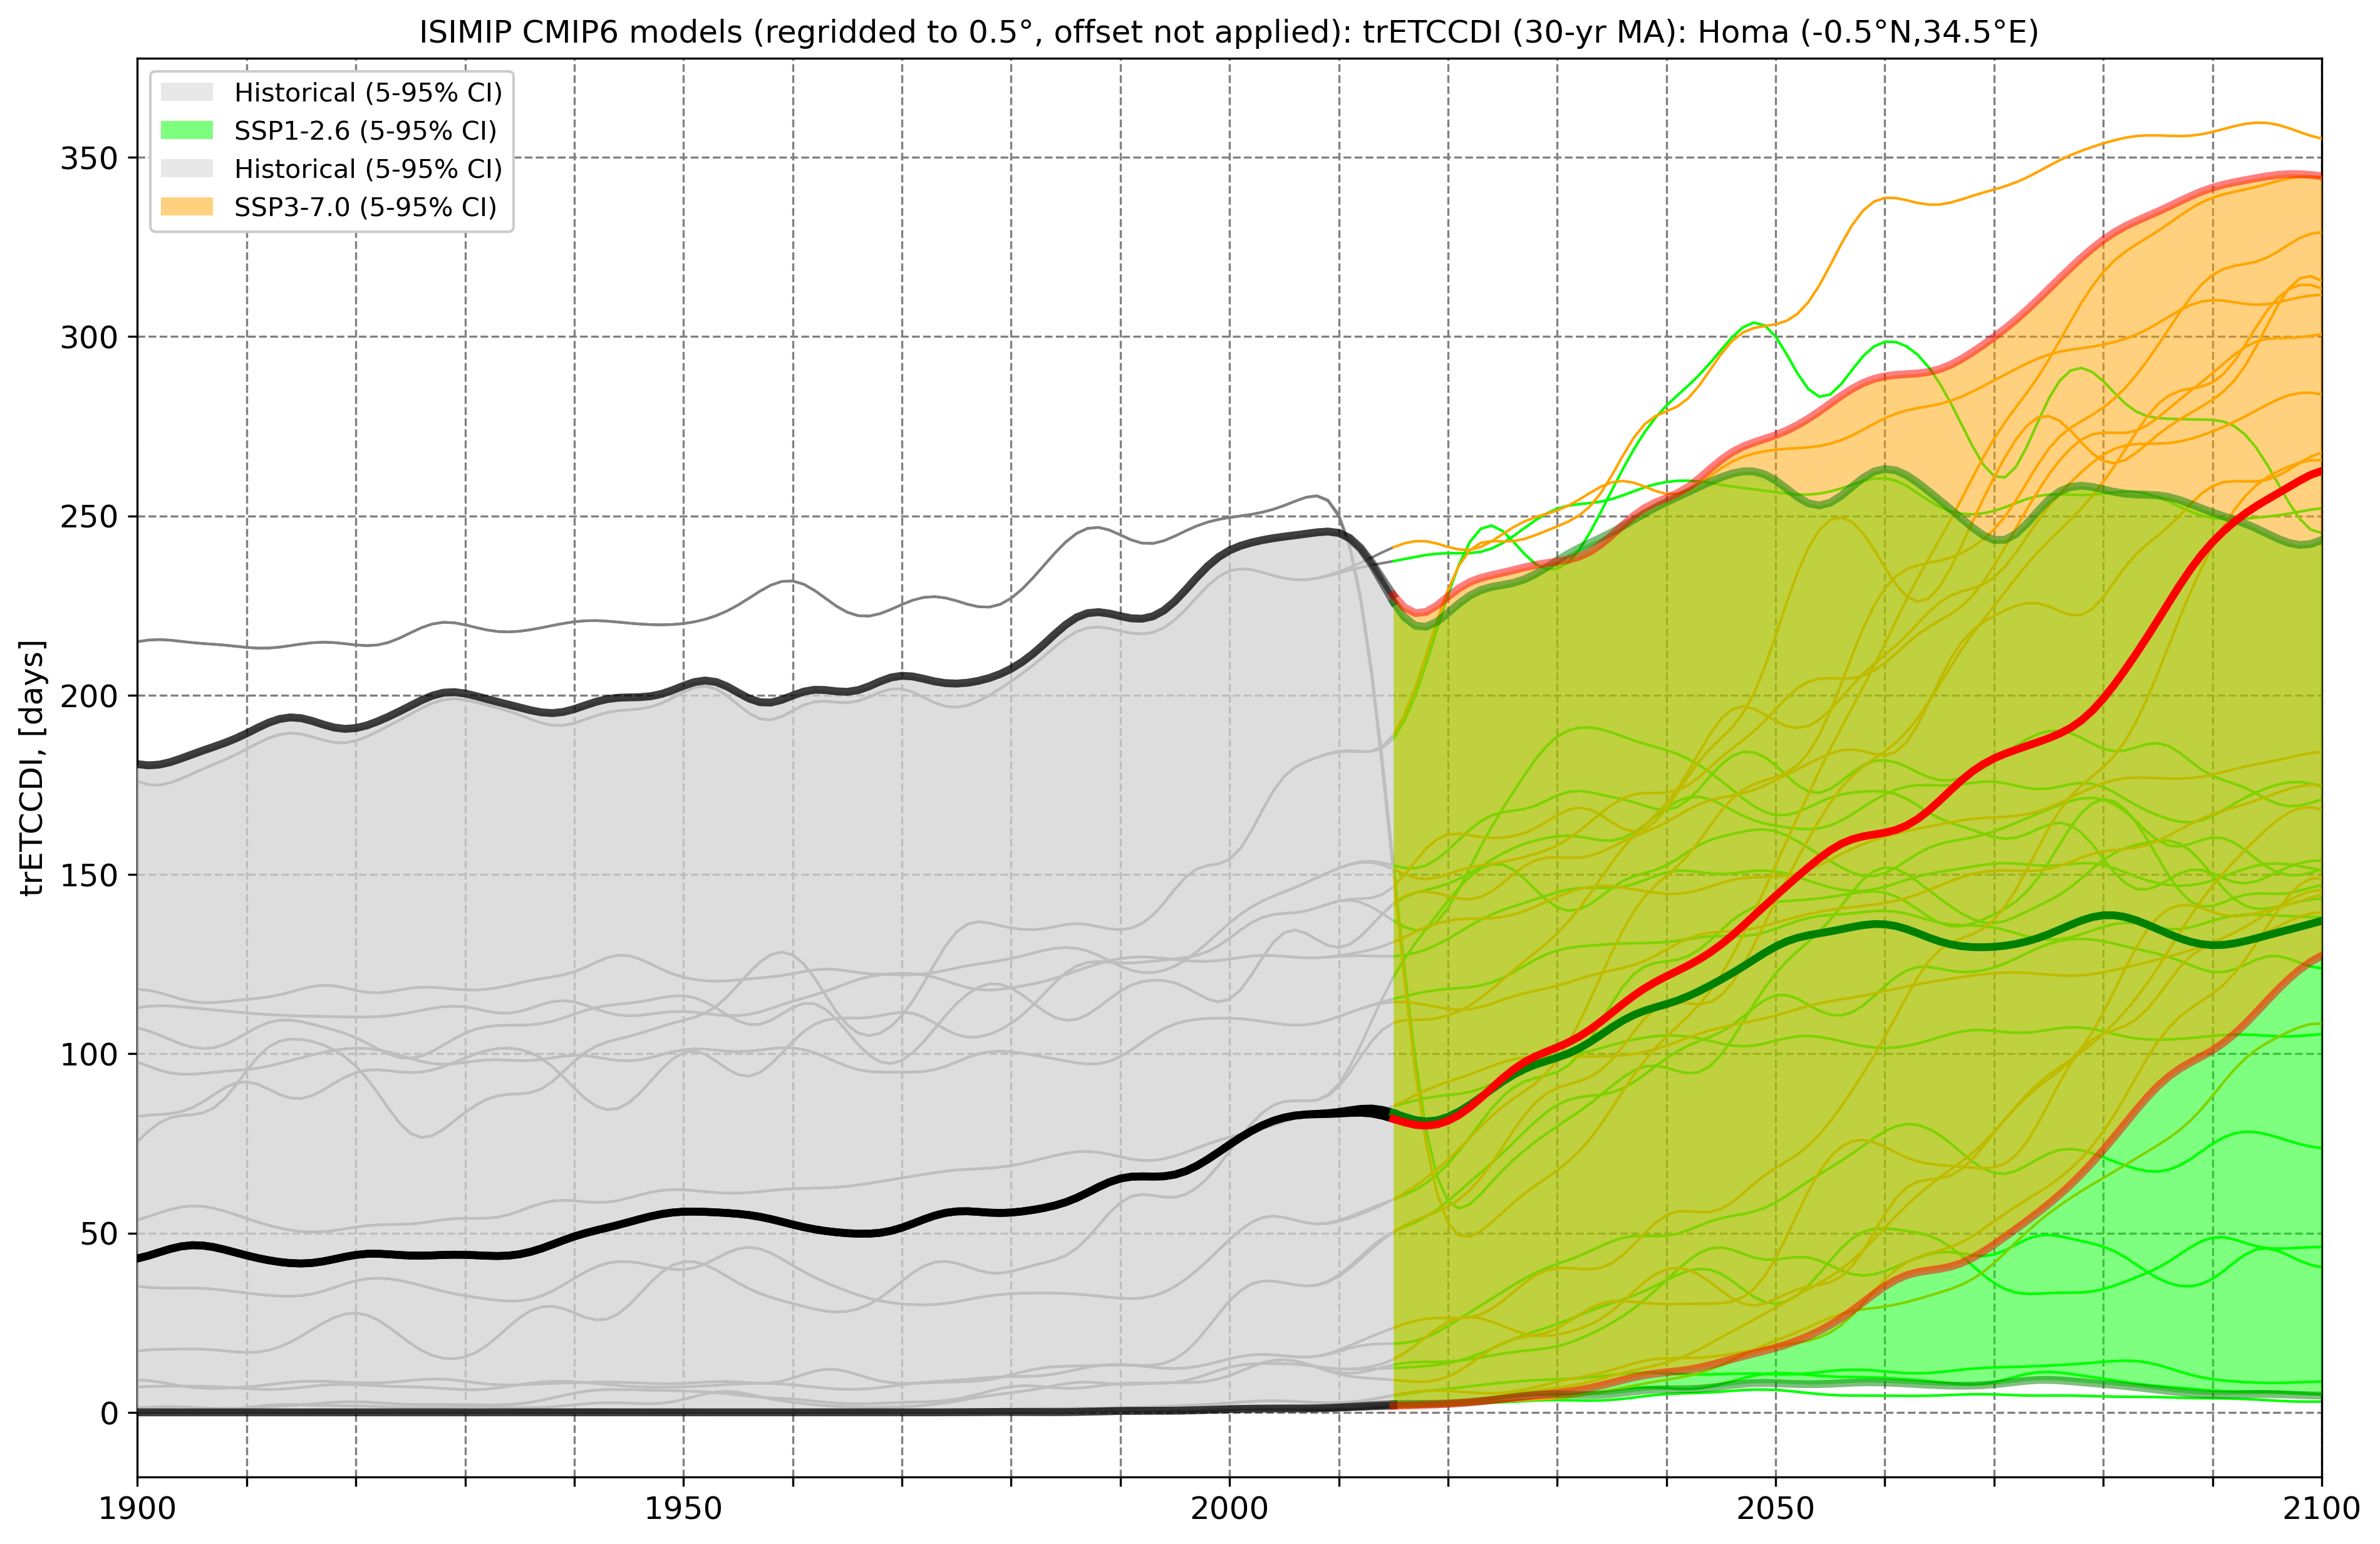 ISIMIP CMIP6 models (regridded to 0.5°, offset not applied): trETCCDI (30-yr MA): Homa (-0.5°N,34.5°E)
Historical (5-95% CI)
SSP1-2.6 (5-95% CI)
Historical (5-95% CI)
SSP3-7.0 (5-95% CI)
trETCCDI, [days]
350
300
250
200
150
100
50
0
1900 1950 2000 2050 2100